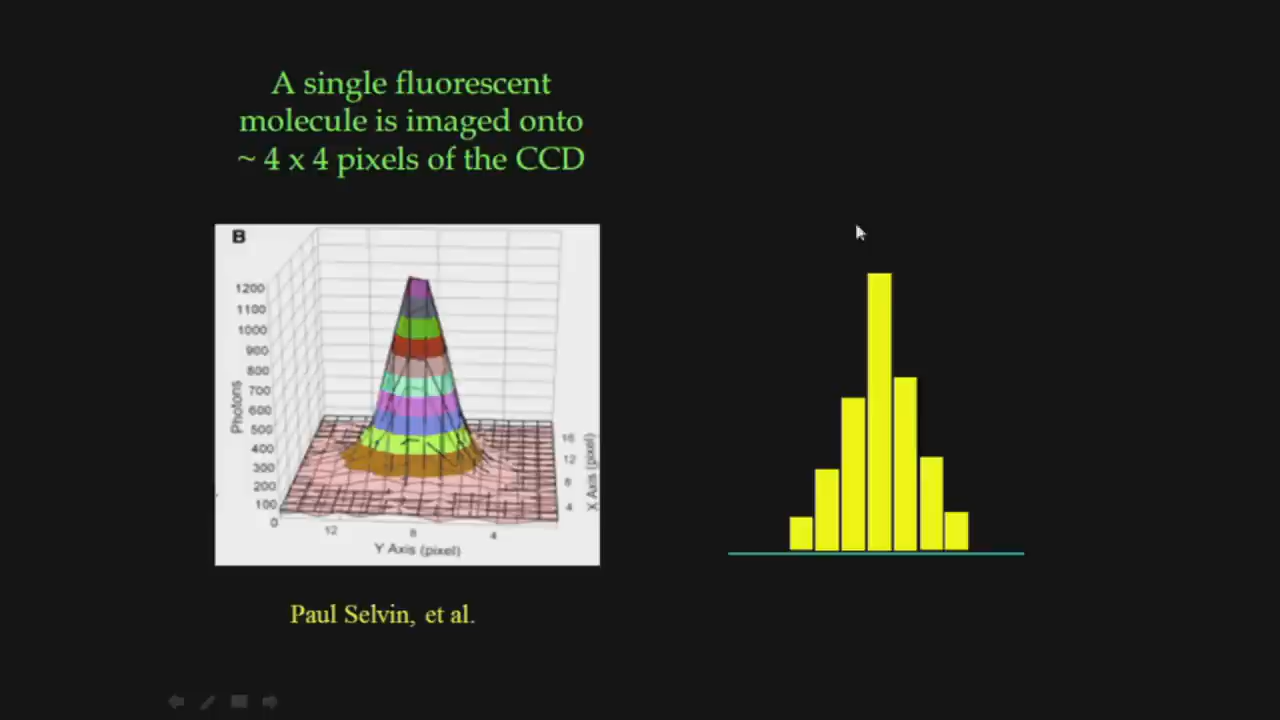 A single fluorescent
molecule is imaged onto
~ 4 x 4 pixels of the CCD
B
1200
1100
1000
900
800
700
600
500
400
300
200
100
0
Photons
16
12
8
4
X Axis (pixel)
12
8
4
Y Axis (pixel)
Paul Selvin, et al.